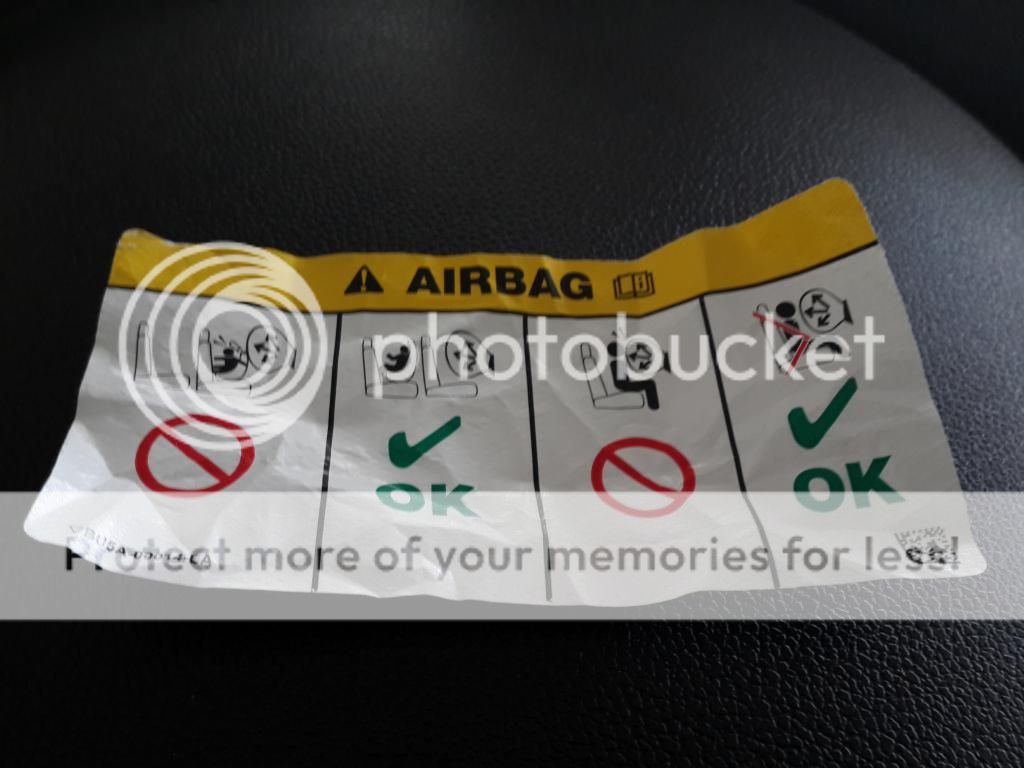 AIRBAG
photobucket
OK
OK
Protect more of your memories for less!